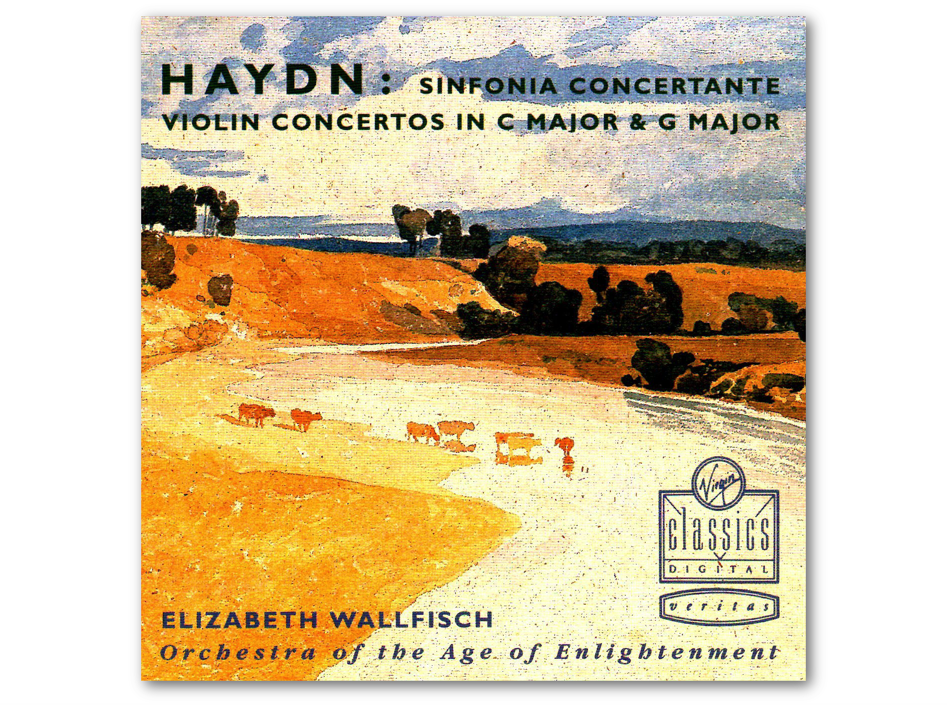 HAYDN: SINFONIA CONCERTANTE
VIOLIN CONCERTOS IN C MAJOR & G MAJOR
Virgin
classics
DIGITAL
veritas
ELIZABETH WALLFISCH
Orchestra of the Age of Enlightenment